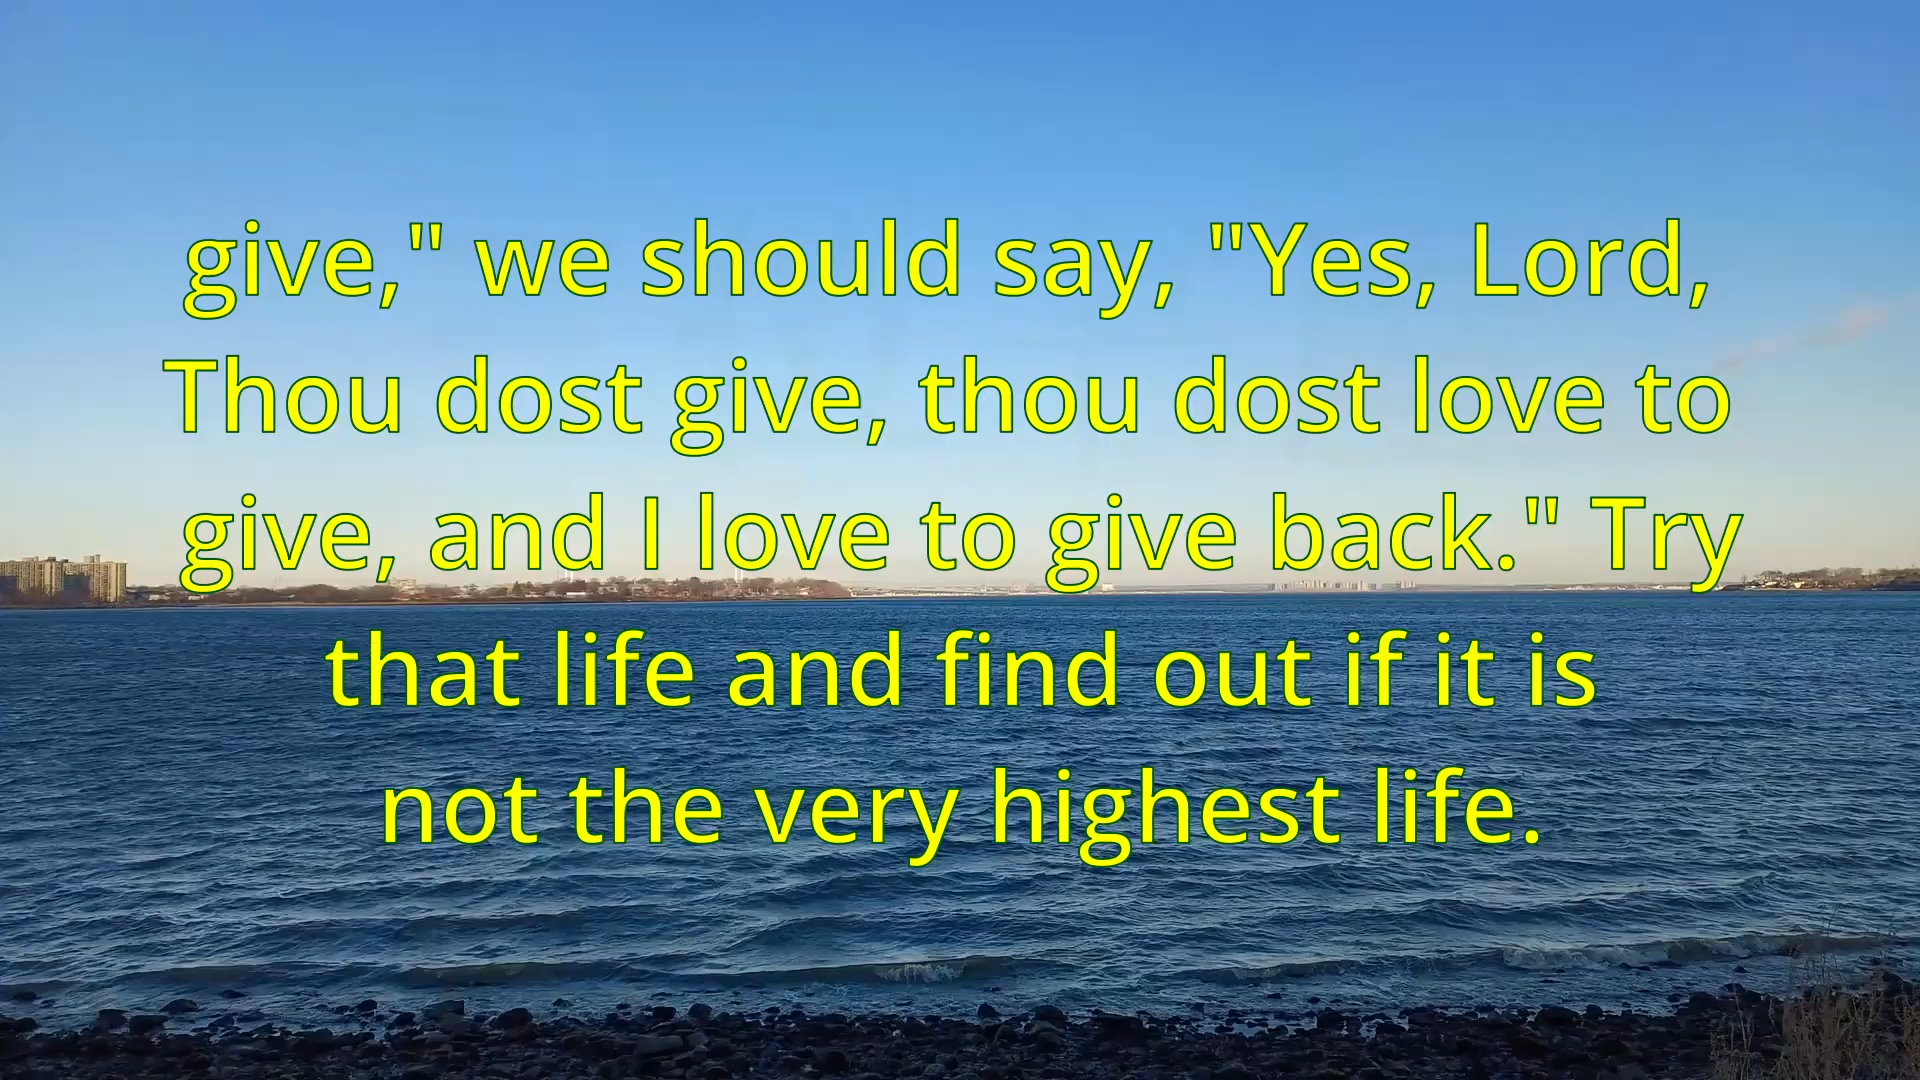 give," we should say, "Yes, Lord,
Thou dost give, thou dost love to
give, and I love to give back." Try
that life and find out if it is
not the very highest life.